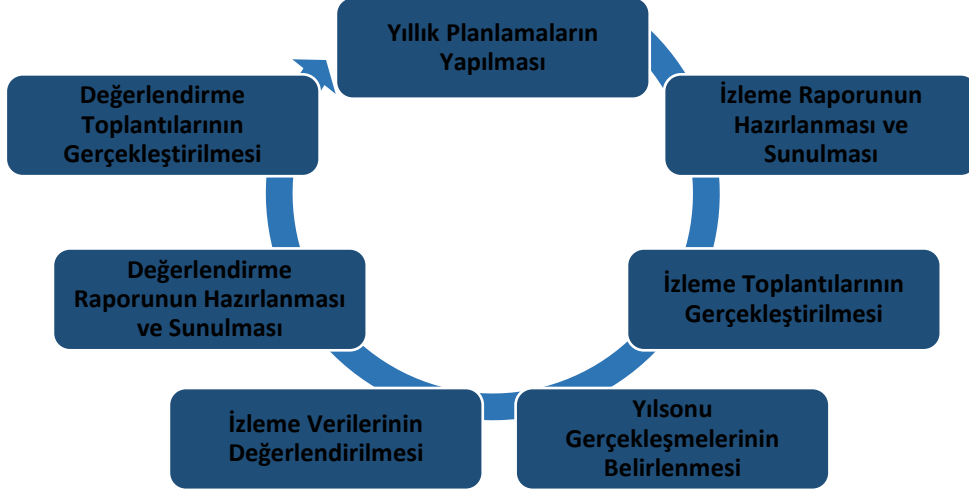 Yıllık Planlamaların
Yapılması
İzleme Raporunun
Hazırlanması ve
Sunulması
İzleme Toplantılarının
Gerçekleştirilmesi
Yılsonu
Gerçekleşmelerinin
Belirlenmesi
İzleme Verilerinin
Değerlendirilmesi
Değerlendirme
Raporunun Hazırlanması
ve Sunulması
Değerlendirme
Toplantılarının
Gerçekleştirilmesi